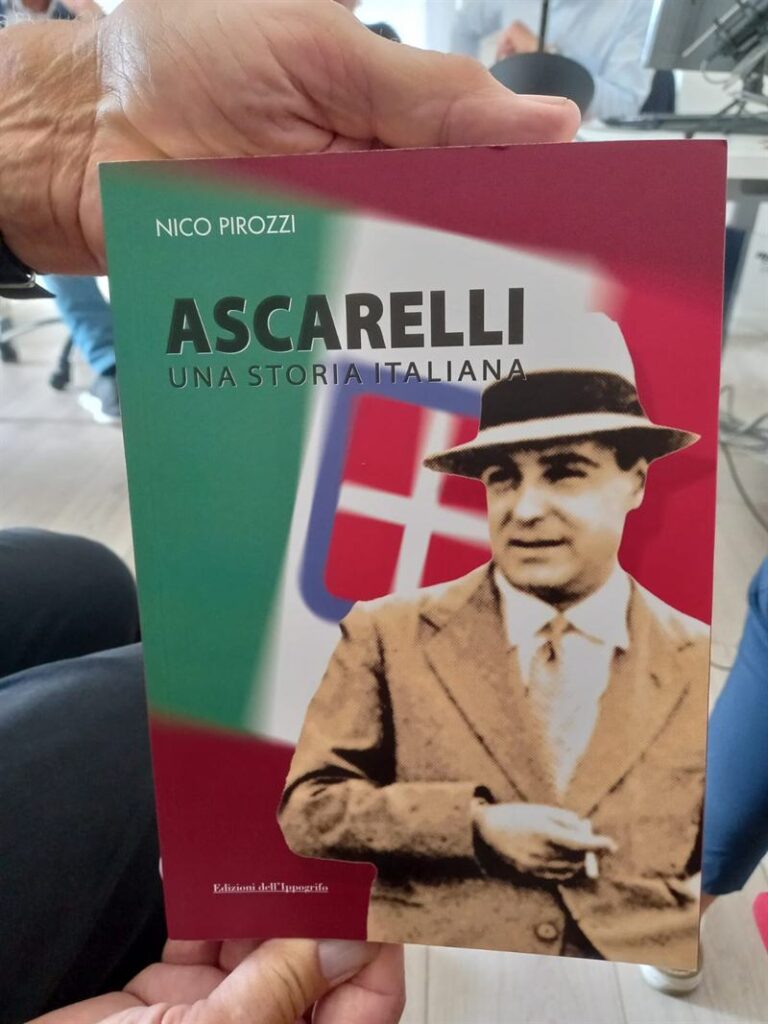 NICO PIROZZI
ASCARELLI
UNA STORIA ITALIANA
Edizioni dell'Ippogrifo